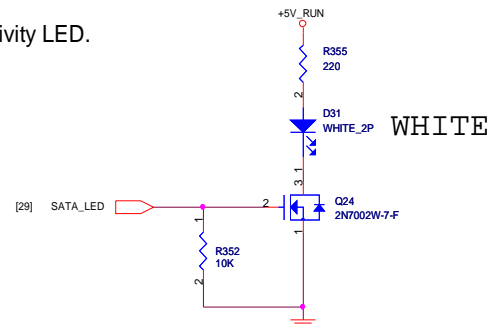 +5V_RUN
ivity LED.
R355
220
2
D31
WHITE_2P
WHITE
1
3
[29] SATA_LED
2
Q24
2N7002W-7-F
1
1
R352
10K
2